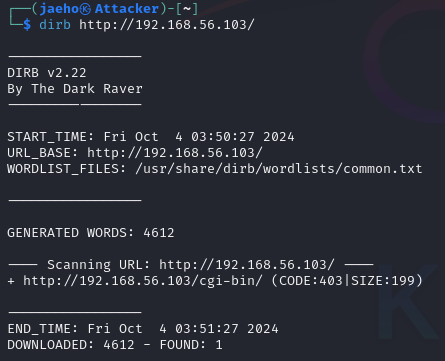 ┌──(jaeho㉿Attacker)-[~]
└─$ dirb http://192.168.56.103/
-----------------
DIRB v2.22
By The Dark Raver
-----------------
START_TIME: Fri Oct  4 03:50:27 2024
URL_BASE: http://192.168.56.103/
WORDLIST_FILES: /usr/share/dirb/wordlists/common.txt
-----------------
GENERATED WORDS: 4612
---- Scanning URL: http://192.168.56.103/ ----
+ http://192.168.56.103/cgi-bin/ (CODE:403|SIZE:199)
-----------------
END_TIME: Fri Oct  4 03:51:27 2024
DOWNLOADED: 4612 - FOUND: 1